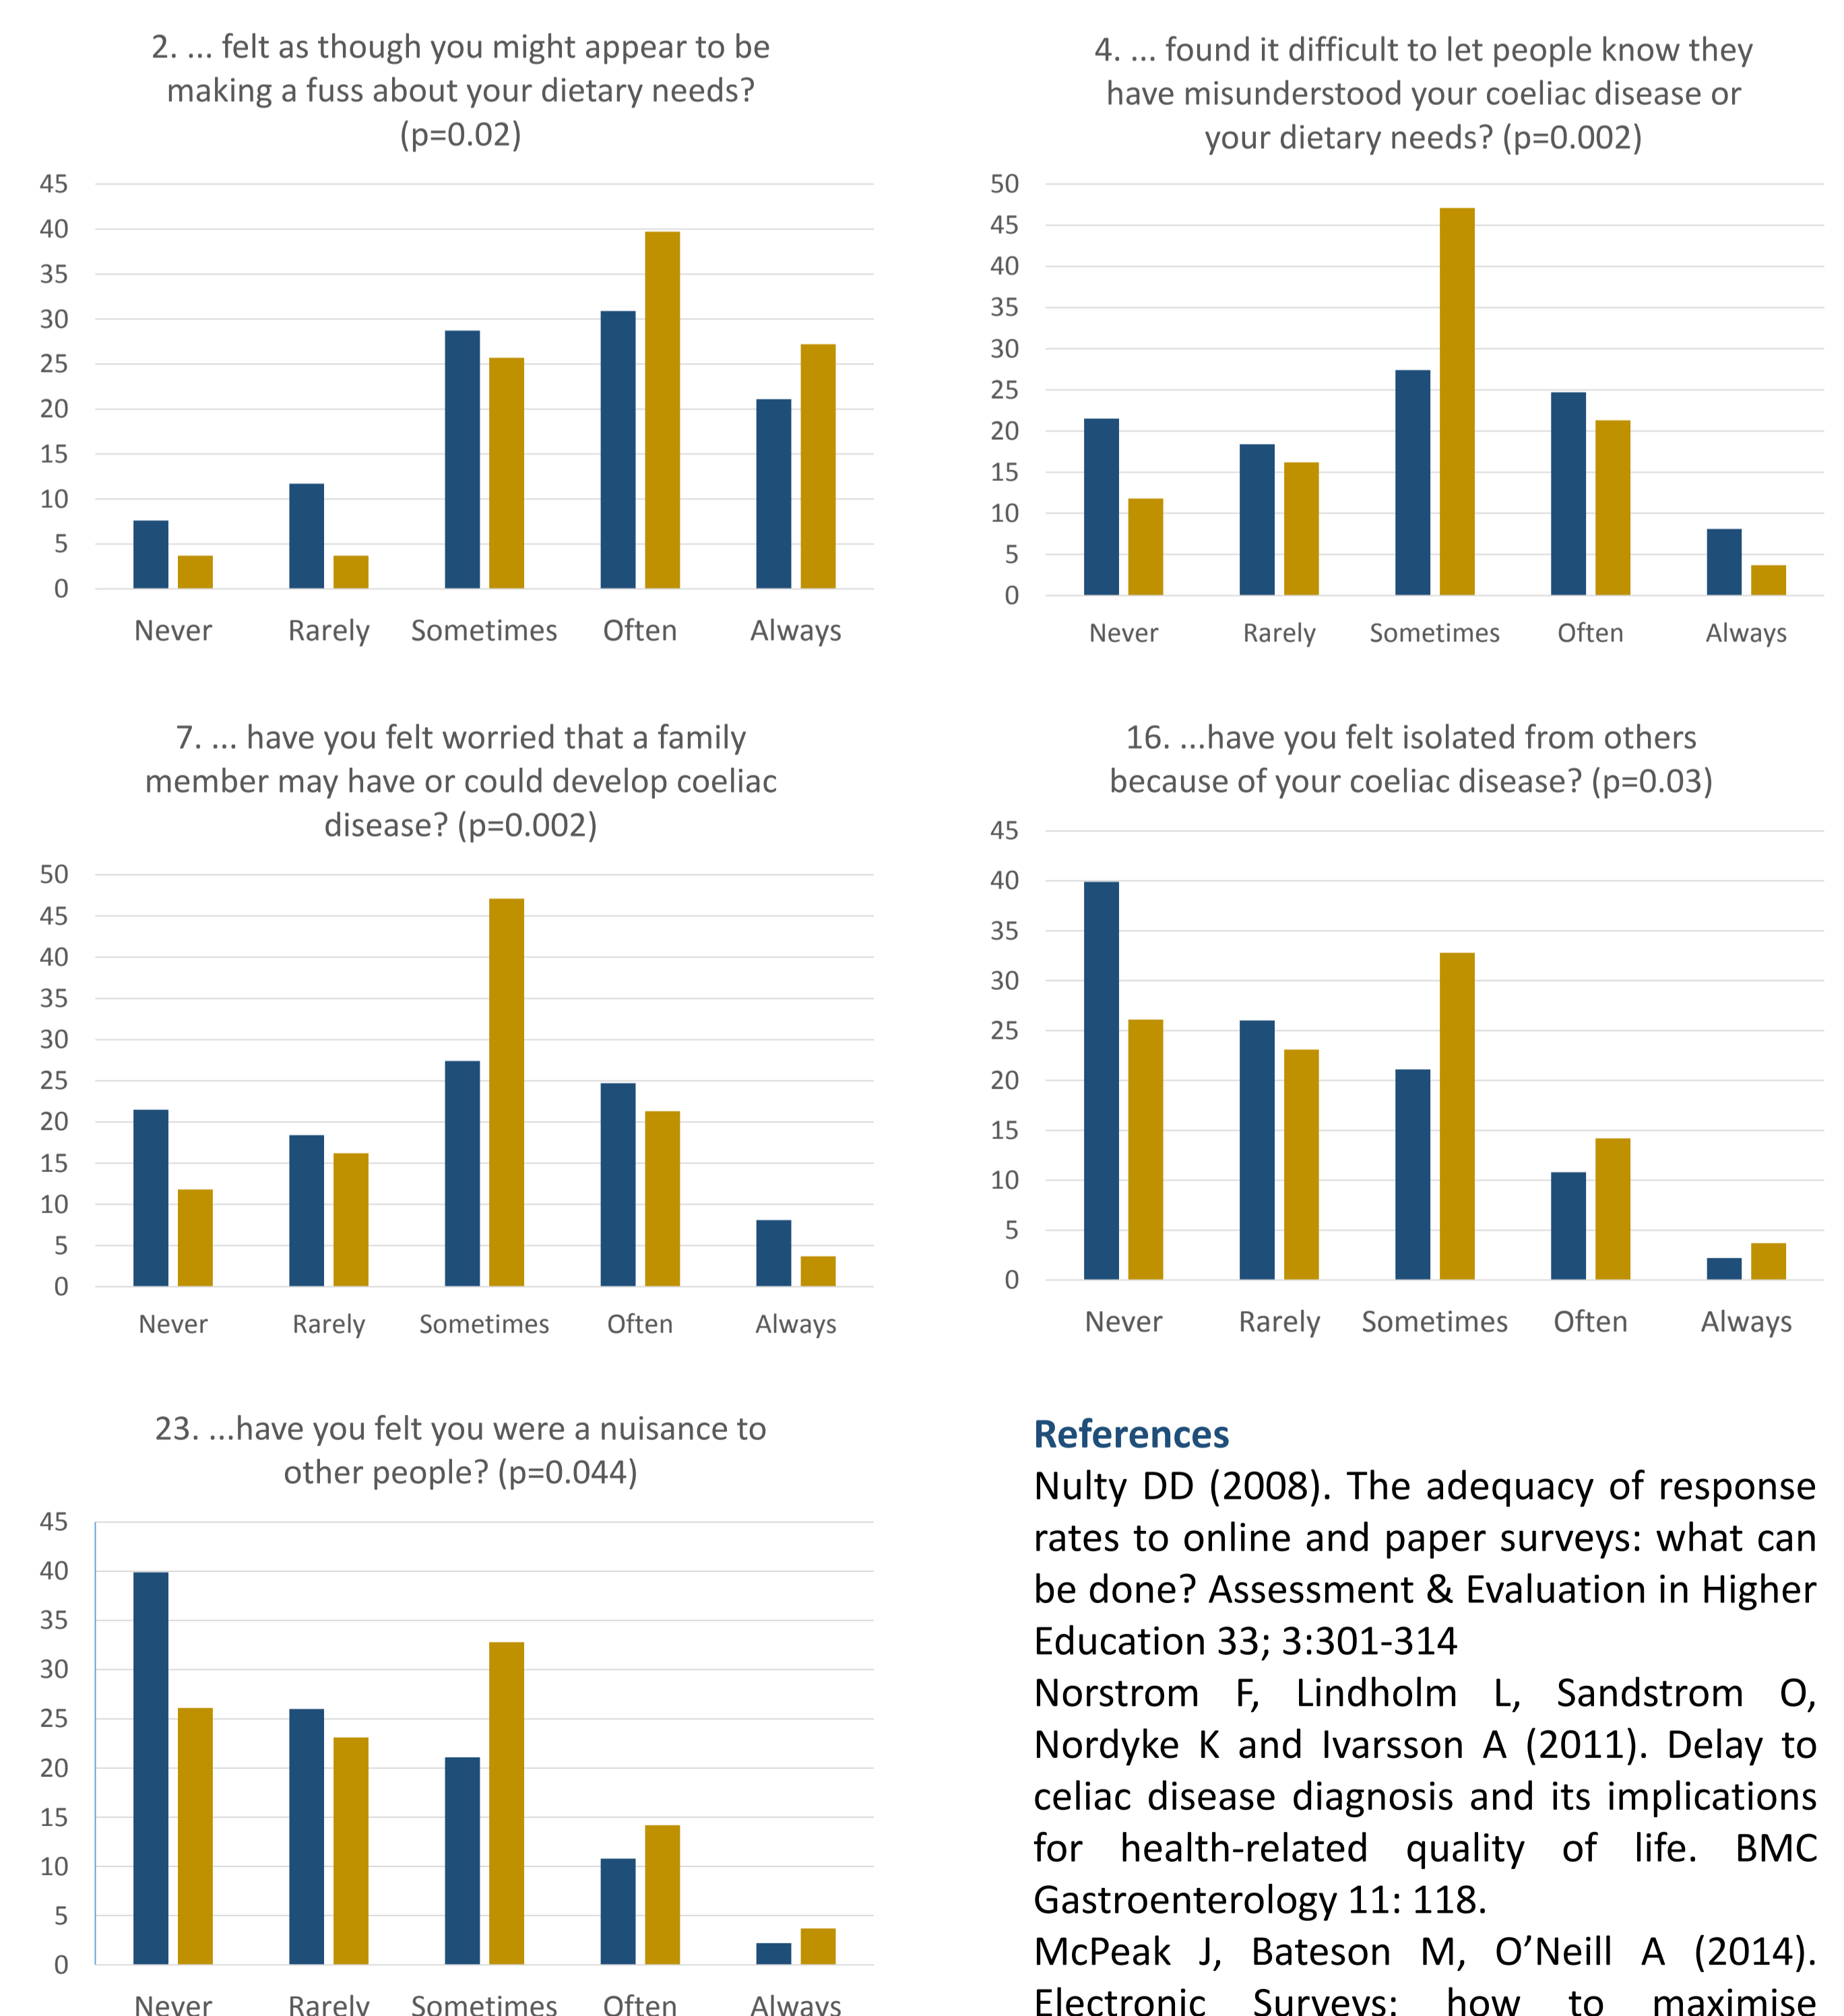 2. ... felt as though you might appear to be
making a fuss about your dietary needs?
(p=0.02)
45
40
35
30
25
20
15
10
5
0
Never Rarely Sometimes Often Always
4. ... found it difficult to let people know they
have misunderstood your coeliac disease or
your dietary needs? (p=0.002)
50
45
40
35
30
25
20
15
10
5
0
Never Rarely Sometimes Often Always
7. ... have you felt worried that a family
member may have or could develop coeliac
disease? (p=0.002)
50
45
40
35
30
25
20
15
10
5
0
Never Rarely Sometimes Often Always
16. ...have you felt isolated from others
because of your coeliac disease? (p=0.03)
45
40
35
30
25
20
15
10
5
0
Never Rarely Sometimes Often Always
23. ...have you felt you were a nuisance to
other people? (p=0.044)
45
40
35
30
25
20
15
10
5
0
Never Rarely Sometimes Often Always
References
Nulty DD (2008). The adequacy of response
rates to online and paper surveys: what can
be done? Assessment & Evaluation in Higher
Education 33; 3:301-314
Norstrom F, Lindholm L, Sandstrom O,
Nordyke K and Ivarsson A (2011). Delay to
celiac disease diagnosis and its implications
for health-related quality of life. BMC
Gastroenterology 11: 118.
McPeak J, Bateson M, O’Neill A (2014).
Electronic Surveys: how to maximise